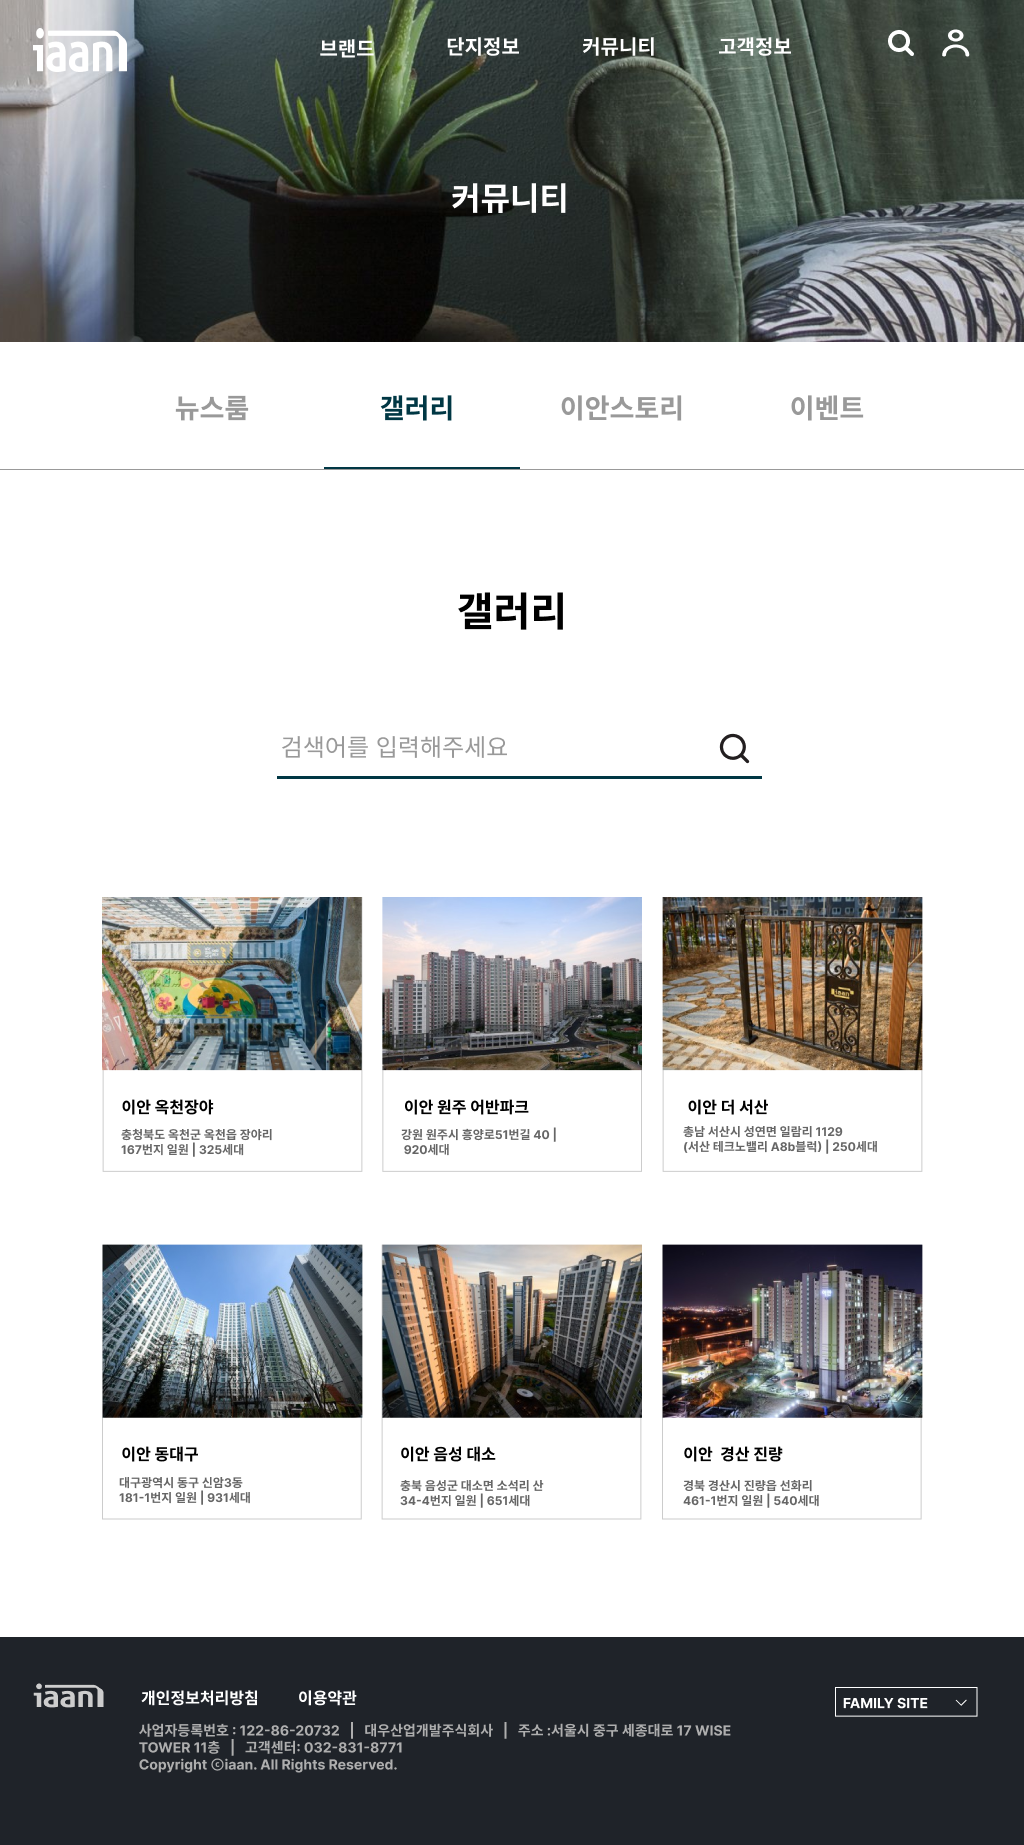 iaan
브랜드
단지정보
커뮤니티
고객정보
커뮤니티
뉴스룸
갤러리
이안스토리
이벤트
갤러리
검색어를 입력해주세요
iaan
이안 옥천장야
충청북도 옥천군 옥천읍 장야리
167번지 일원 | 325세대
이안 원주 어반파크
강원 원주시 흥양로51번길 40 |
920세대
이안 더 서산
총남 서산시 성연면 일람리 1129
(서산 테크노밸리 A8b블럭) | 250세대
이안 동대구
대구광역시 동구 신암3동
181-1번지 일원 | 931세대
이안 음성 대소
충북 음성군 대소면 소석리 산
34-4번지 일원 | 651세대
이안 경산 진량
경북 경산시 진량읍 선화리
461-1번지 일원 | 540세대
iaan
개인정보처리방침
이용약관
FAMILY SITE
사업자등록번호 : 122-86-20732 | 대우산업개발주식회사 | 주소 :서울시 중구 세종대로 17 WISE
TOWER 11층 | 고객센터: 032-831-8771
Copyright ⓒiaan. All Rights Reserved.